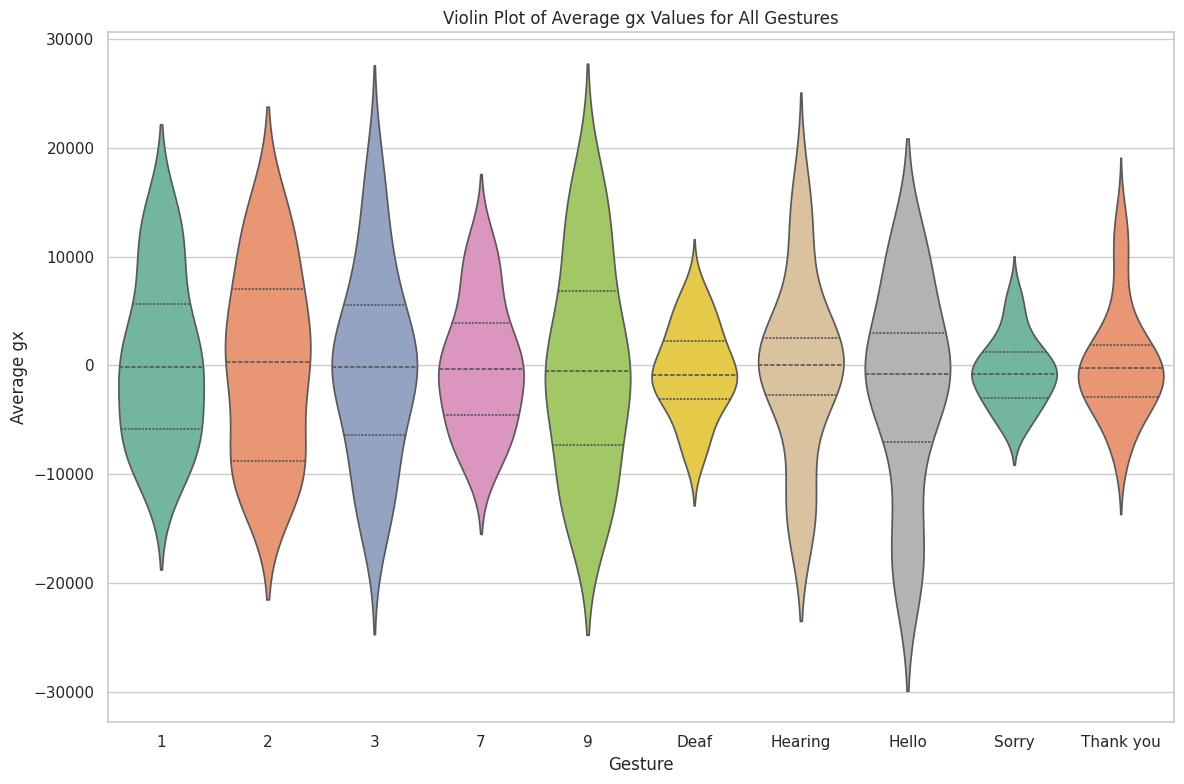 Violin Plot of Average gx Values for All Gestures
30000
20000
10000
0
−10000
−20000
−30000
Average gx
1 2 3 7 9 Deaf Hearing Hello Sorry Thank you
Gesture